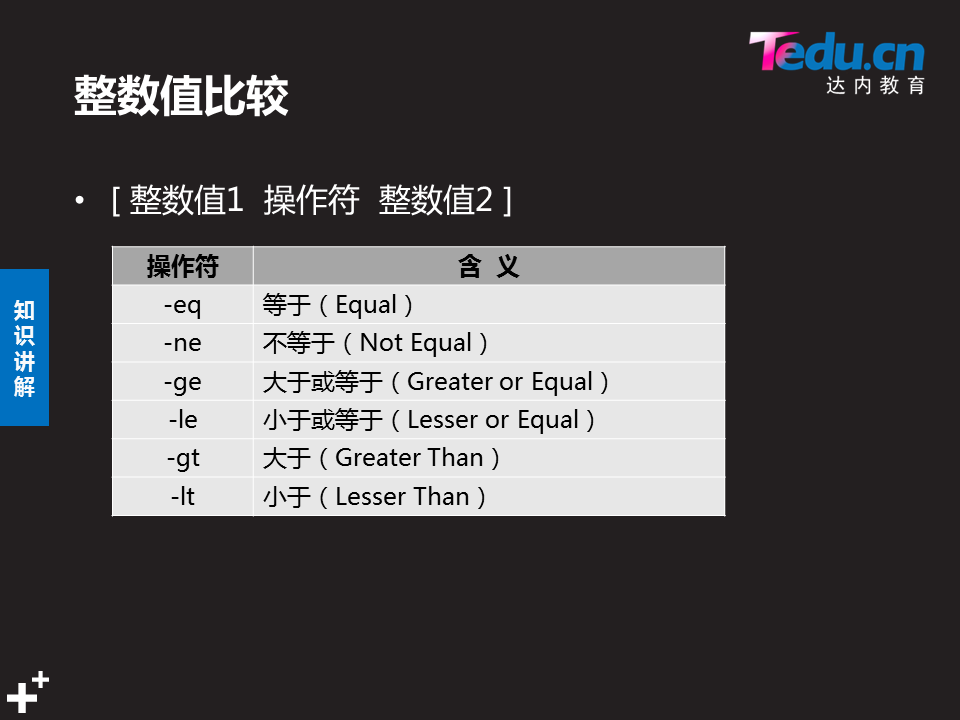 Tedu.cn
达内教育
整数值比较
• [ 整数值1 操作符 整数值2 ]
操作符 含 义
-eq 等于（Equal）
-ne 不等于（Not Equal）
-ge 大于或等于（Greater or Equal）
-le 小于或等于（Lesser or Equal）
-gt 大于（Greater Than）
-lt 小于（Lesser Than）
知
识
讲
解